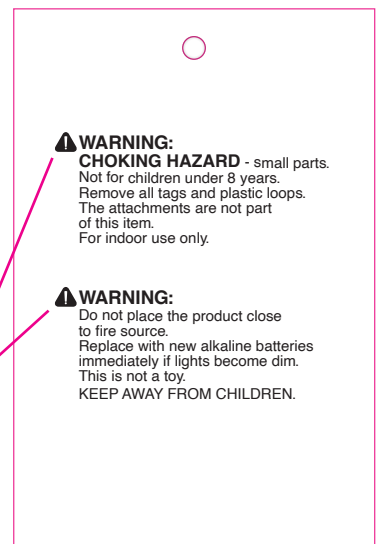 WARNING:
CHOKING HAZARD - small parts.
Not for children under 8 years.
Remove all tags and plastic loops.
The attachments are not part
of this item.
For indoor use only.
WARNING:
Do not place the product close
to fire source.
Replace with new alkaline batteries
immediately if lights become dim.
This is not a toy.
KEEP AWAY FROM CHILDREN.